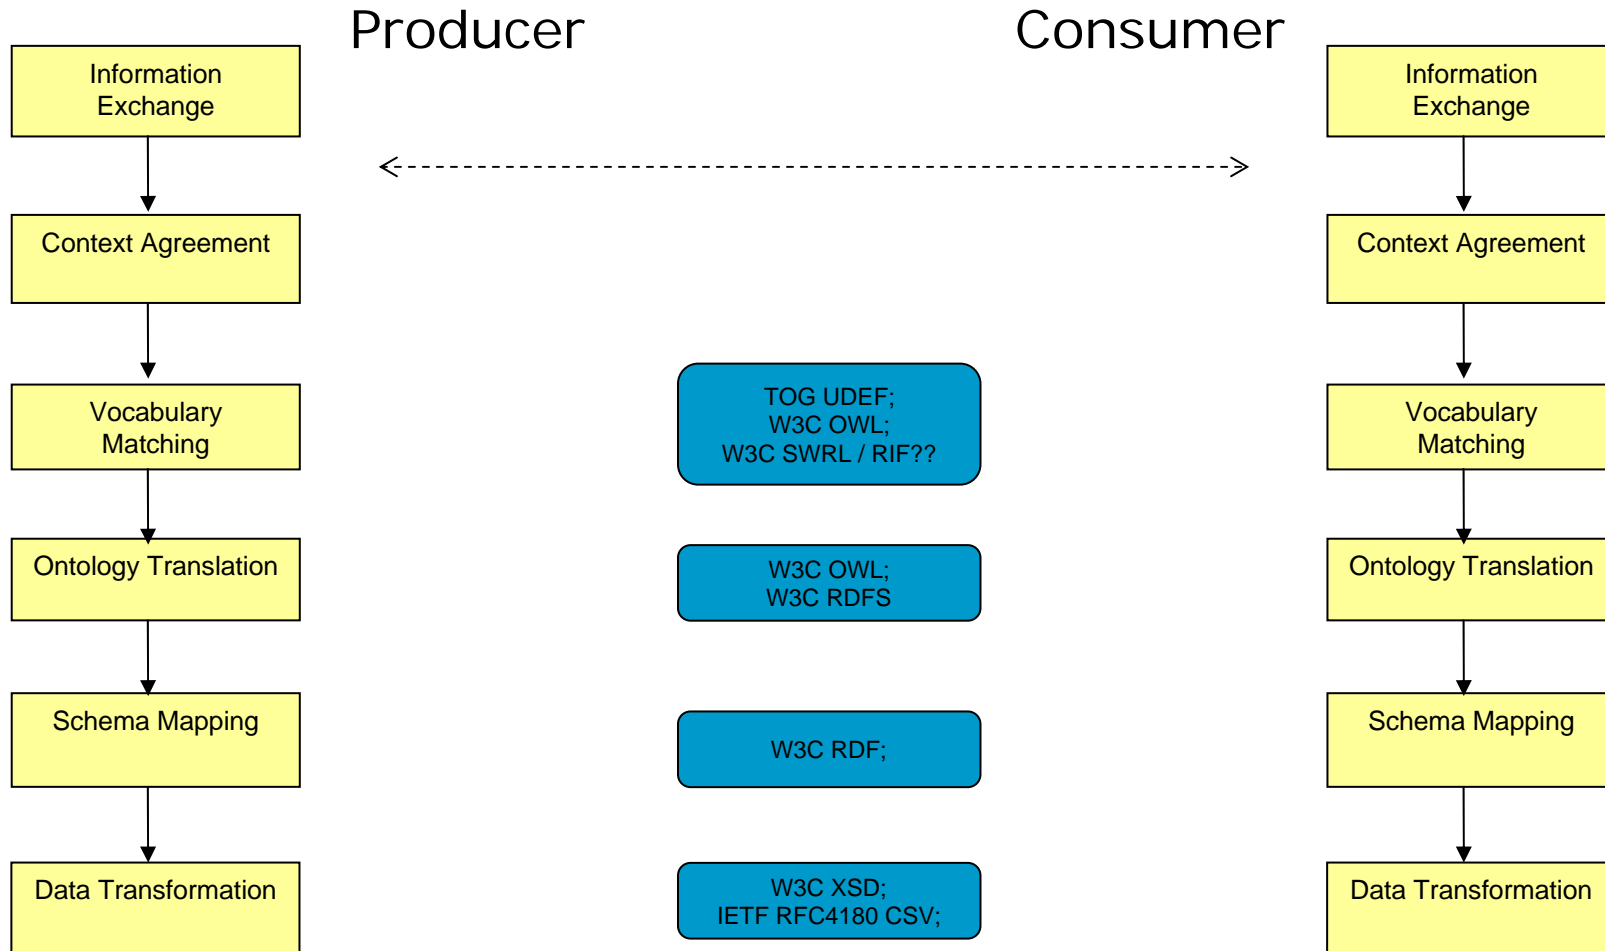 Producer
Consumer
Information
Exchange
Information
Exchange
Context Agreement
Context Agreement
Vocabulary
Matching
TOG UDEF;
W3C OWL;
W3C SWRL / RIF??
Vocabulary
Matching
Ontology Translation
W3C OWL;
W3C RDFS
Ontology Translation
Schema Mapping
W3C RDF;
Schema Mapping
Data Transformation
W3C XSD;
IETF RFC4180 CSV;
Data Transformation